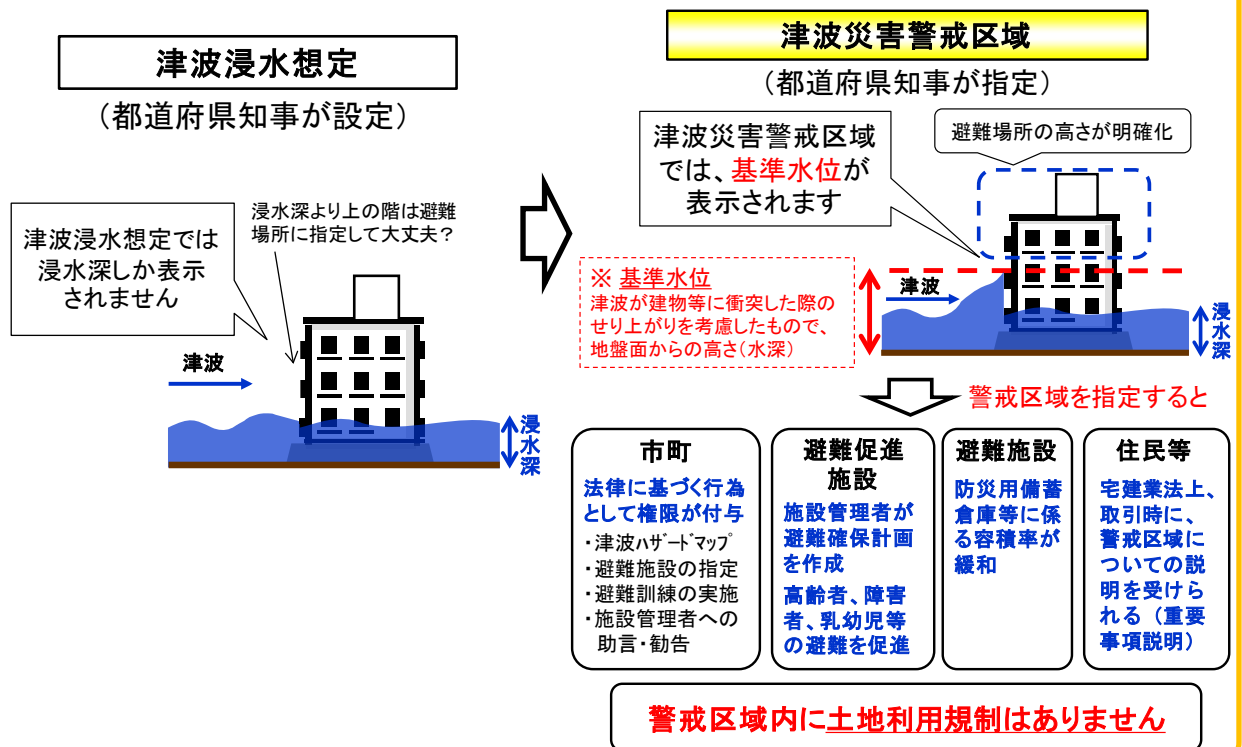 津波浸水想定
（都道府県知事が設定）
津波浸水想定では
浸水深しか表示
されません
浸水深より上の階は避難
場所に指定して大丈夫？
津波
浸水深
津波災害警戒区域
（都道府県知事が指定）
津波災害警戒区域
では、基準水位が
表示されます
避難場所の高さが明確化
※ 基準水位
津波が建物等に衝突した際の
せり上がりを考慮したもので、
地盤面からの高さ（水深）
津波
浸水深
警戒区域を指定すると
市町
法律に基づく行為
として権限が付与
・津波ﾊｻﾞｰﾄﾞﾏｯﾌﾟ
・避難施設の指定
・避難訓練の実施
・施設管理者への
助言・勧告
避難促進
施設
施設管理者が
避難確保計画
を作成
高齢者、障害
者、乳幼児等
の避難を促進
避難施設
防災用備蓄
倉庫等に係
る容積率が
緩和
住民等
宅建業法上、
取引時に、
警戒区域に
ついての説
明を受けら
れる（重要
事項説明）
警戒区域内に土地利用規制はありません